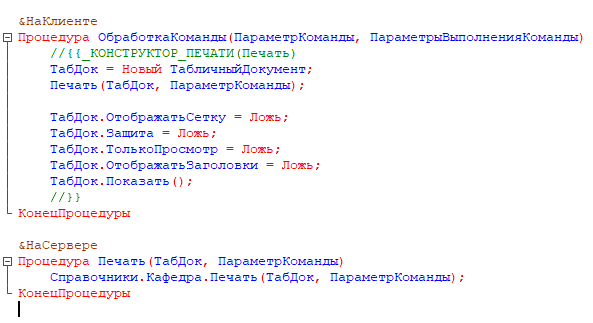 &НаКлиенте
Процедура ОбработкаКоманды(ПараметрКоманды, ПараметрыВыполненияКоманды)
//{{_КОНСТРУКТОР_ПЕЧАТИ(Печать)
ТабДок = Новый ТабличныйДокумент;
Печать(ТабДок, ПараметрКоманды);
ТабДок.ОтображатьСетку = Ложь;
ТабДок.Защита = Ложь;
ТабДок.ТолькоПросмотр = Ложь;
ТабДок.ОтображатьЗаголовки = Ложь;
ТабДок.Показать();
//}}
КонецПроцедуры
&НаСервере
Процедура Печать(ТабДок, ПараметрКоманды)
Справочники.Кафедра.Печать(ТабДок, ПараметрКоманды);
КонецПроцедуры